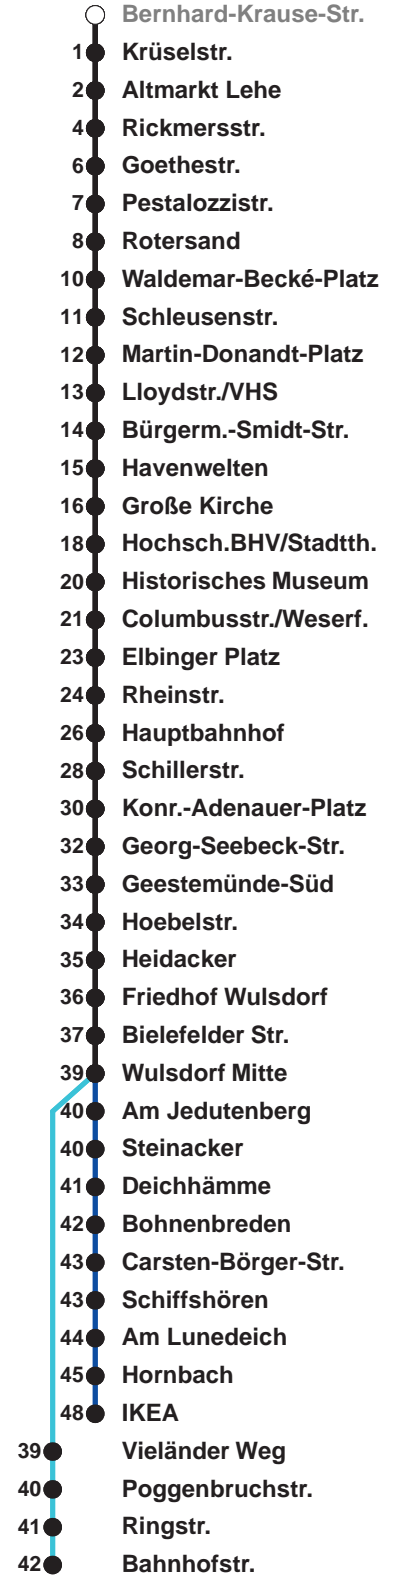 Bernhard-Krause-Str.
1 Krüselstr.
2 Altmarkt Lehe
4 Rickmersstr.
6 Goethestr.
7 Pestalozzistr.
8 Rotersand
10 Waldemar-Becké-Platz
11 Schleusenstr.
12 Martin-Donandt-Platz
13 Lloydstr./VHS
14 Bürgerm.-Smidt-Str.
15 Havenwelten
16 Große Kirche
18 Hochsch.BHV/Stadtth.
20 Historisches Museum
21 Columbusstr./Weserf.
23 Elbinger Platz
24 Rheinstr.
26 Hauptbahnhof
28 Schillerstr.
30 Konr.-Adenauer-Platz
32 Georg-Seebeck-Str.
33 Geestemünde-Süd
34 Hoebelstr.
35 Heidacker
36 Friedhof Wulsdorf
37 Bielefelder Str.
39 Wulsdorf Mitte
40 Am Jedutenberg
40 Steinacker
41 Deichhämme
42 Bohnenbreden
43 Carsten-Börger-Str.
43 Schiffshören
44 Am Lunedeich
45 Hornbach
48 IKEA
39 Vieländer Weg
40 Poggenbruchstr.
41 Ringstr.
42 Bahnhofstr.